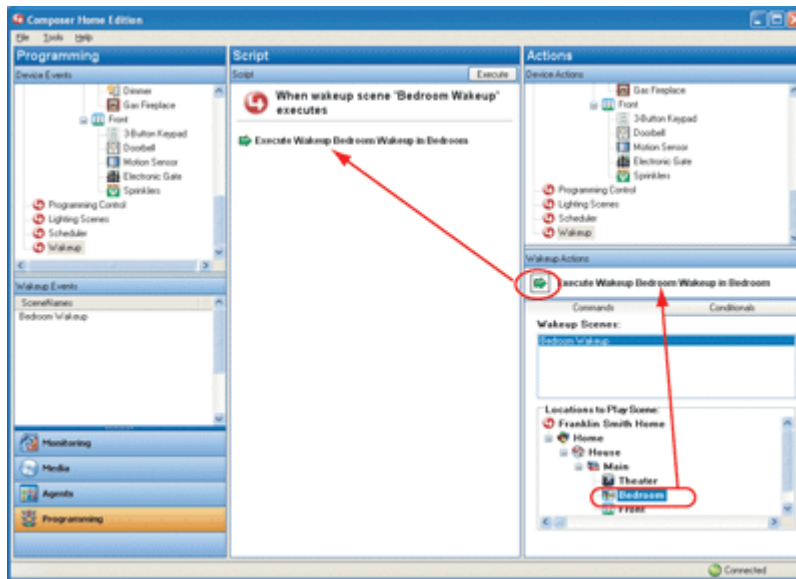 Composer Home Edition
File Tools Help
Programming
Device Events
Dimmer
Gas Fireplace
Front
3-Button Keypad
Doorbell
Motion Sensor
Electronic Gate
Sprinklers
Programming Control
Lighting Scenes
Scheduler
Wakeup
Wakeup Events
SceneNames
Bedroom Wakeup
Monitoring
Media
Agents
Programming
Script
Script Execute
When wakeup scene 'Bedroom Wakeup'
executes
Execute Wakeup Bedroom Wakeup in Bedroom
Actions
Device Actions
Gas Fireplace
Front
3-Button Keypad
Doorbell
Motion Sensor
Electronic Gate
Sprinklers
Programming Control
Lighting Scenes
Scheduler
Wakeup
Wakeup Actions
Execute Wakeup Bedroom Wakeup in Bedroom
Commands Conditionals
Wakeup Scenes:
Bedroom Wakeup
Locations to Play Scene:
Franklin Smith Home
Home
House
Main
Theater
Bedroom
Front
Connected